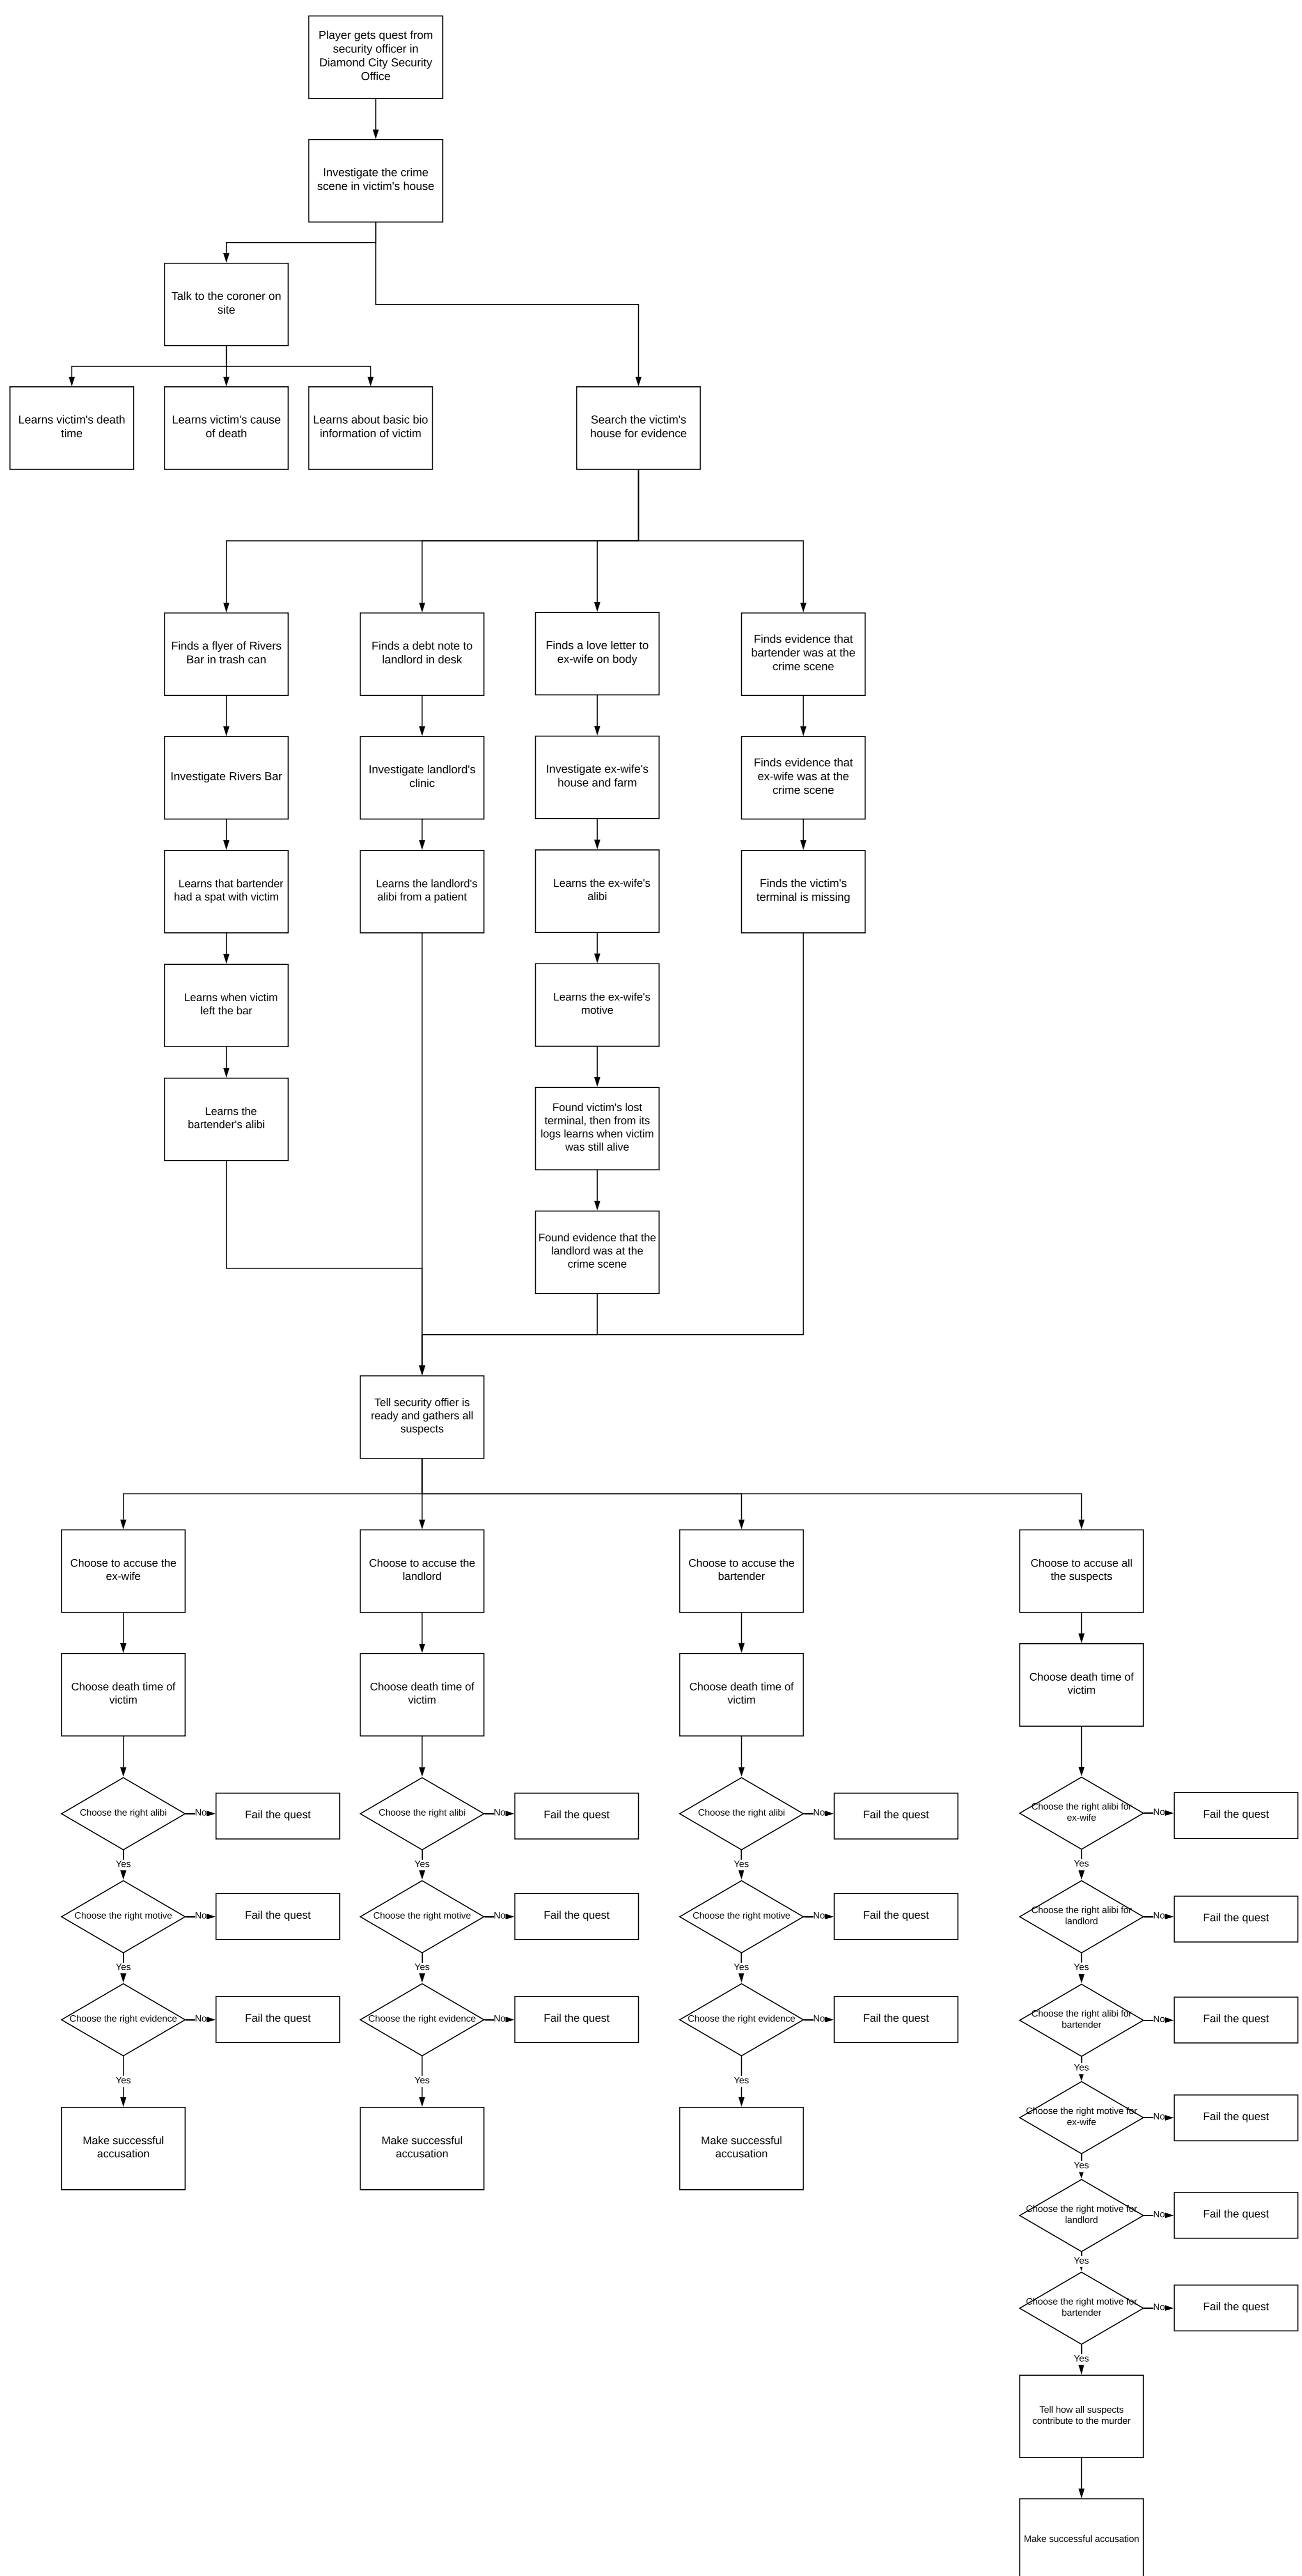 Player gets quest from
security officer in
Diamond City Security
Office
Investigate the crime
scene in victim's house
Talk to the coroner on
site
Learns victim's death
time
Learns victim's cause
of death
Learns about basic bio
information of victim
Search the victim's
house for evidence
Finds a flyer of Rivers
Bar in trash can
Finds a debt note to
landlord in desk
Finds a love letter to
ex-wife on body
Finds evidence that
bartender was at the
crime scene
Investigate Rivers Bar
Investigate landlord's
clinic
Investigate ex-wife's
house and farm
Finds evidence that
ex-wife was at the
crime scene
Learns that bartender
had a spat with victim
Learns the landlord's
alibi from a patient
Learns the ex-wife's
alibi
Finds the victim's
terminal is missing
Learns when victim
left the bar
Learns the ex-wife's
motive
Learns the
bartender's alibi
Found victim's lost
terminal, then from its
logs learns when victim
was still alive
Found evidence that the
landlord was at the
crime scene
Tell security offier is
ready and gathers all
suspects
Choose to accuse the
ex-wife
Choose to accuse the
landlord
Choose to accuse the
bartender
Choose to accuse all
the suspects
Choose death time of
victim
Choose death time of
victim
Choose death time of
victim
Choose death time of
victim
Choose the right alibi
No
Fail the quest
Choose the right alibi
No
Fail the quest
Choose the right alibi
No
Fail the quest
Choose the right alibi for
ex-wife
No
Fail the quest
Yes
Yes
Yes
Yes
Choose the right motive
No
Fail the quest
Choose the right motive
No
Fail the quest
Choose the right motive
No
Fail the quest
Choose the right alibi for
landlord
No
Fail the quest
Yes
Yes
Yes
Yes
Choose the right evidence
No
Fail the quest
Choose the right evidence
No
Fail the quest
Choose the right evidence
No
Fail the quest
Choose the right alibi for
bartender
No
Fail the quest
Yes
Yes
Yes
Yes
Make successful
accusation
Make successful
accusation
Make successful
accusation
Choose the right motive for
ex-wife
No
Fail the quest
Yes
Choose the right motive for
landlord
No
Fail the quest
Yes
Choose the right motive for
bartender
No
Fail the quest
Yes
Tell how all suspects
contribute to the murder
Make successful accusation